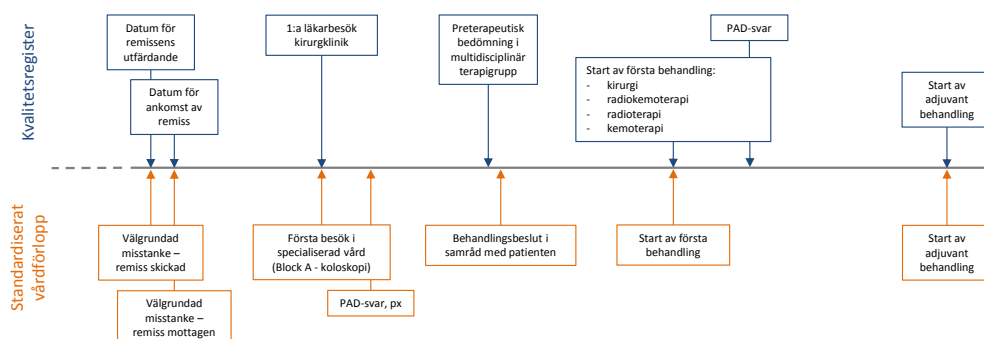 Kvalitetsregister
Datum för
remissens
utfärdande
Datum för
ankomst av
remiss
1:a läkarbesök
kirurgklinik
Preterapeutisk
bedömning i
multidisciplinär
terapigrupp
PAD-svar
Start av första behandling:
- kirurgi
- radiokemoterapi
- radioterapi
- kemoterapi
Start av
adjuvant
behandling
Standardiserat
vårdförlopp
Välgrundad
misstanke –
remiss skickad
Välgrundad
misstanke –
remiss mottagen
Första besök i
specialiserad vård
(Block A - koloskopi)
PAD-svar, px
Behandlingsbeslut i
samråd med patienten
Start av första
behandling
Start av
adjuvant
behandling